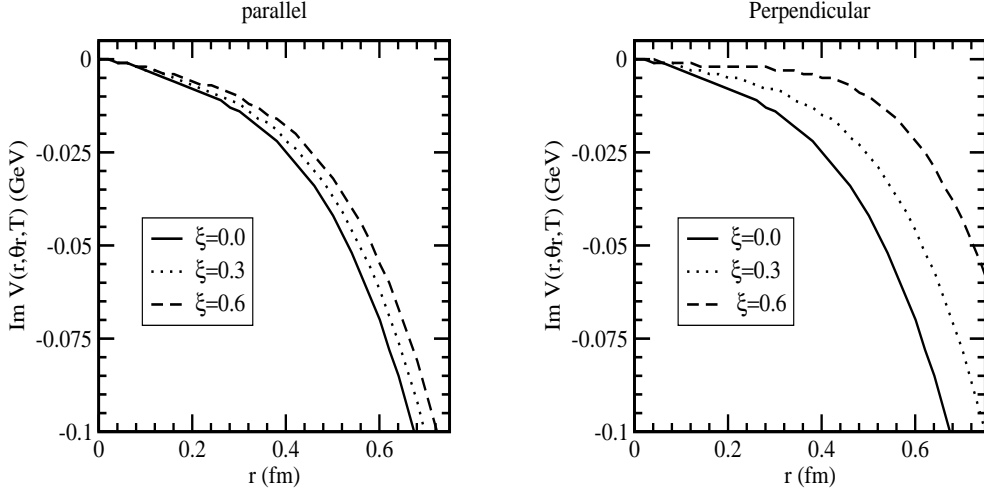 parallel
0
-0.025
-0.05
-0.075
-0.1
Im V(r,θr,T) (GeV)
ξ=0.0
ξ=0.3
ξ=0.6
0
0.2
0.4
0.6
r (fm)
Perpendicular
0
-0.025
-0.05
-0.075
-0.1
Im V(r,θr,T) (GeV)
ξ=0.0
ξ=0.3
ξ=0.6
0
0.2
0.4
0.6
r (fm)